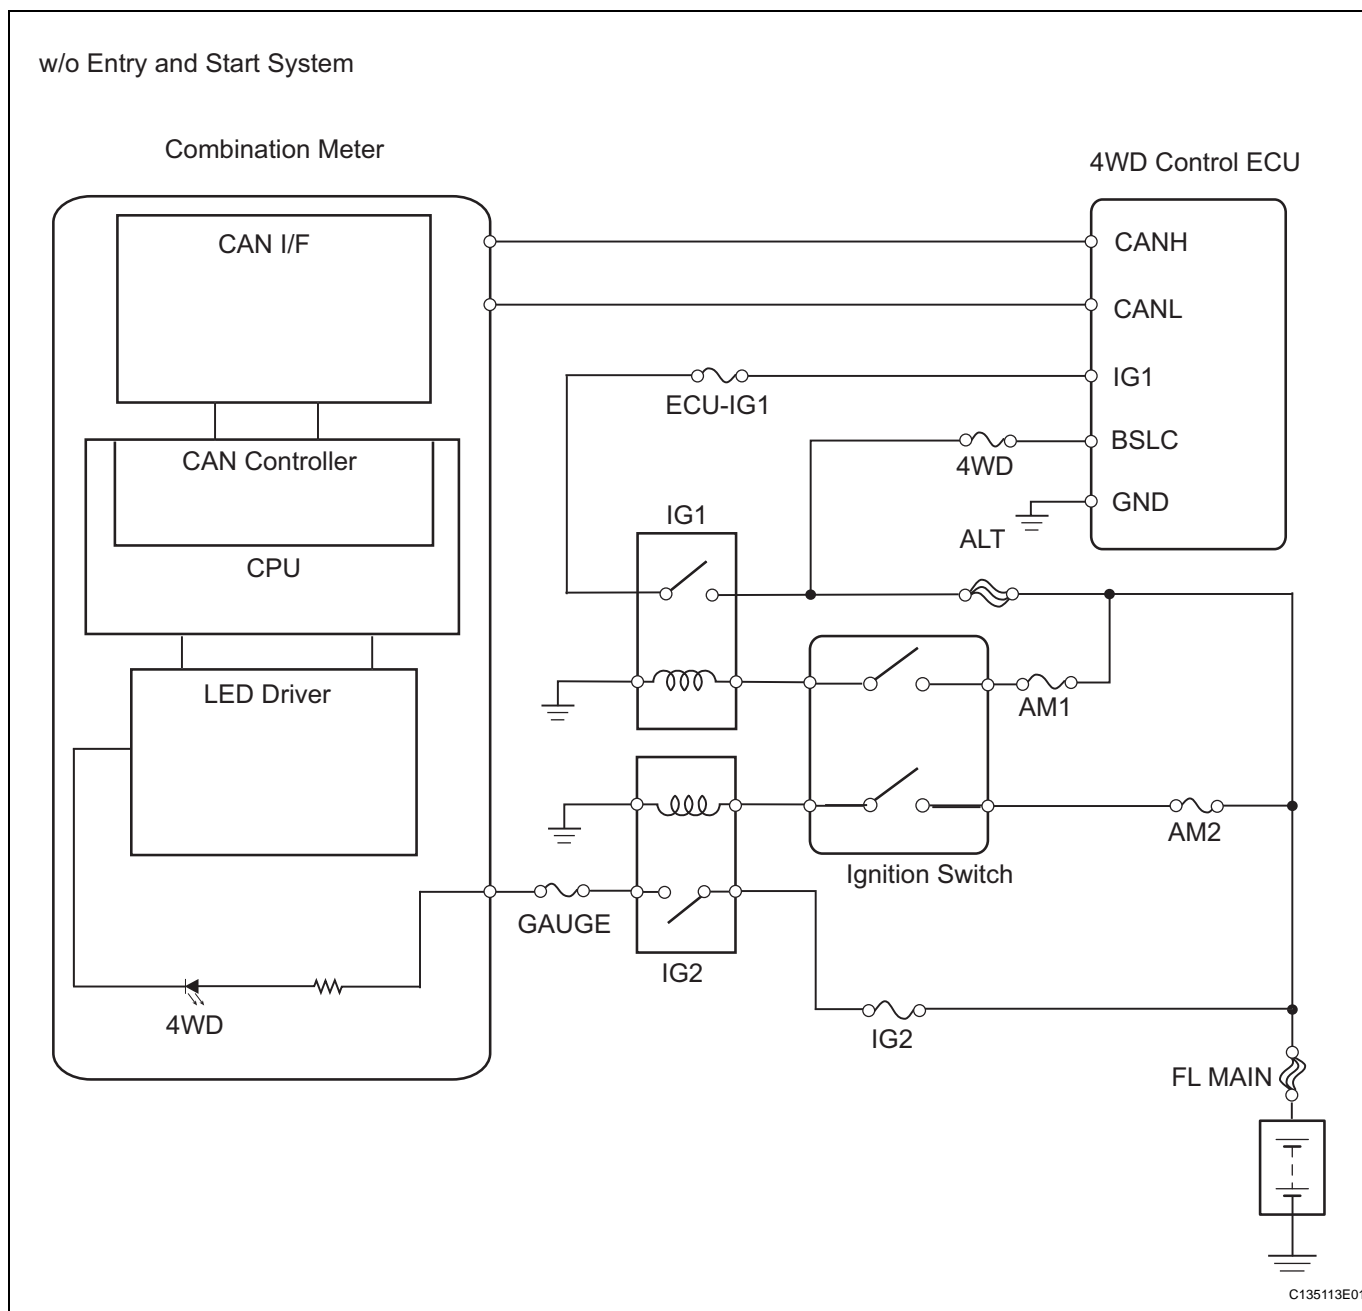 w/o Entry and Start System
Combination Meter
4WD Control ECU
CAN I/F
CANH
CANL
IG1
ECU-IG1
BSLC
4WD
CAN Controller
GND
IG1
ALT
CPU
LED Driver
AM1
AM2
Ignition Switch
GAUGE
IG2
4WD
IG2
FL MAIN
C135113E01